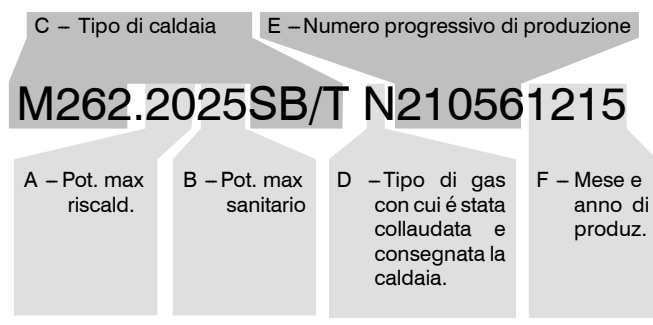 C – Tipo di caldaia
E –Numero progressivo di produzione
M262.2025SB/T N210561215
A –Pot. max
riscald.
B –Pot. max
sanitario
D –Tipo di gas
con cui é stata
collaudata e
consegnata la
caldaia.
F – Mese e
anno di
produz.